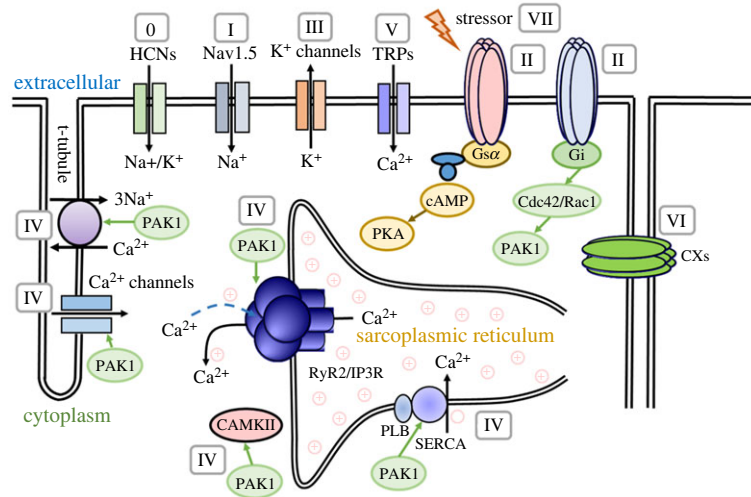 0
I
III
V
stressor
VII
HCNs
Nav1.5
K⁺ channels
TRPs
II
II
extracellular
t-tubule
Na+/K⁺
Na⁺
K⁺
Ca²⁺
Gsα
Gi
cAMP
Cdc42/Rac1
PKA
PAK1
VI
CXs
3Na⁺
IV
PAK1
Ca²⁺
IV
PAK1
Ca²⁺ channels
IV
PAK1
Ca²⁺
Ca²⁺
Ca²⁺
sarcoplasmic reticulum
RyR2/IP3R
Ca²⁺
cytoplasm
CAMKII
IV
PAK1
PLB
SERCA
IV
PAK1